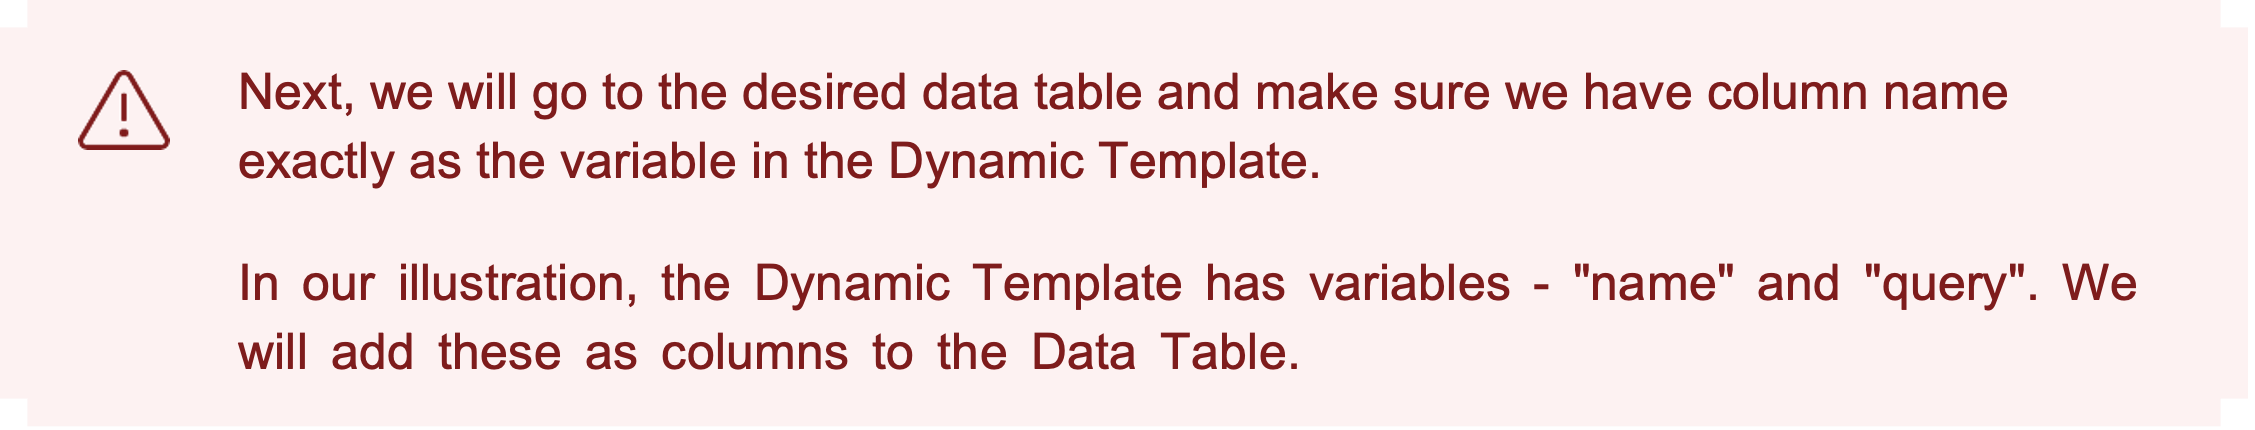 Next, we will go to the desired data table and make sure we have column name
exactly as the variable in the Dynamic Template.
In our illustration, the Dynamic Template has variables - "name" and "query". We
will add these as columns to the Data Table.